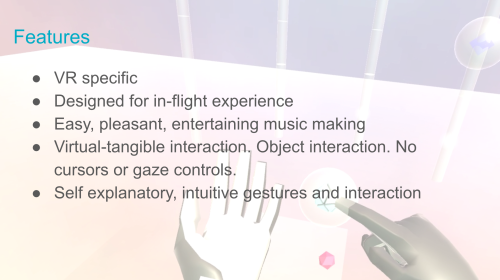 Features
● VR specific
● Designed for in-flight experience
● Easy, pleasant, entertaining music making
● Virtual-tangible interaction. Object interaction. No
cursors or gaze controls.
● Self explanatory, intuitive gestures and interaction